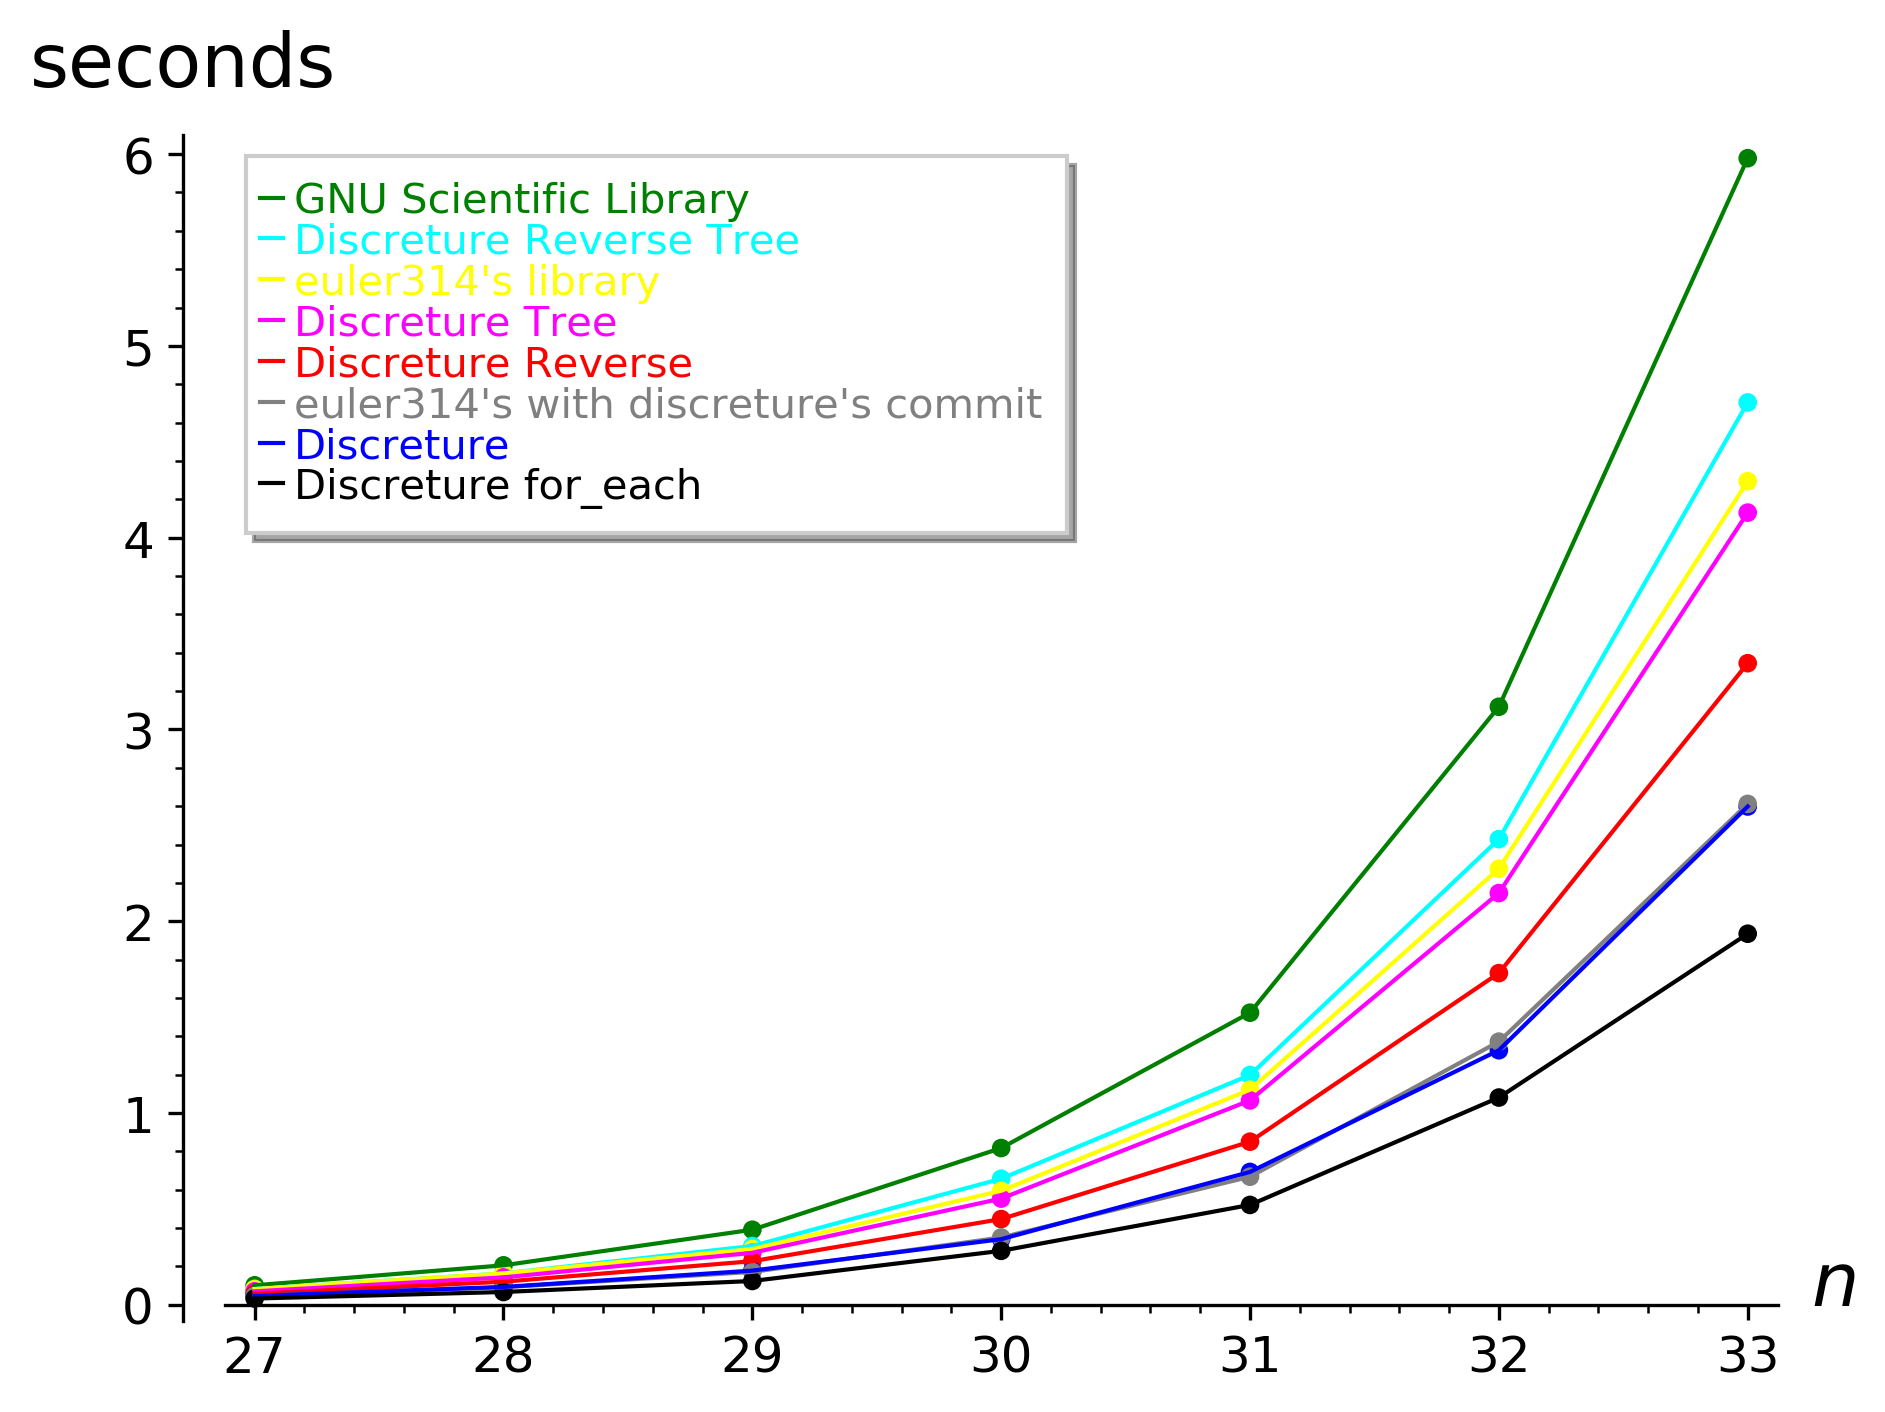 seconds
6
GNU Scientific Library
Discreture Reverse Tree
euler314's library
Discreture Tree
Discreture Reverse
euler314's with discreture's commit
Discreture
Discreture for_each
5
4
3
2
1
0
n
27 28 29 30 31 32 33